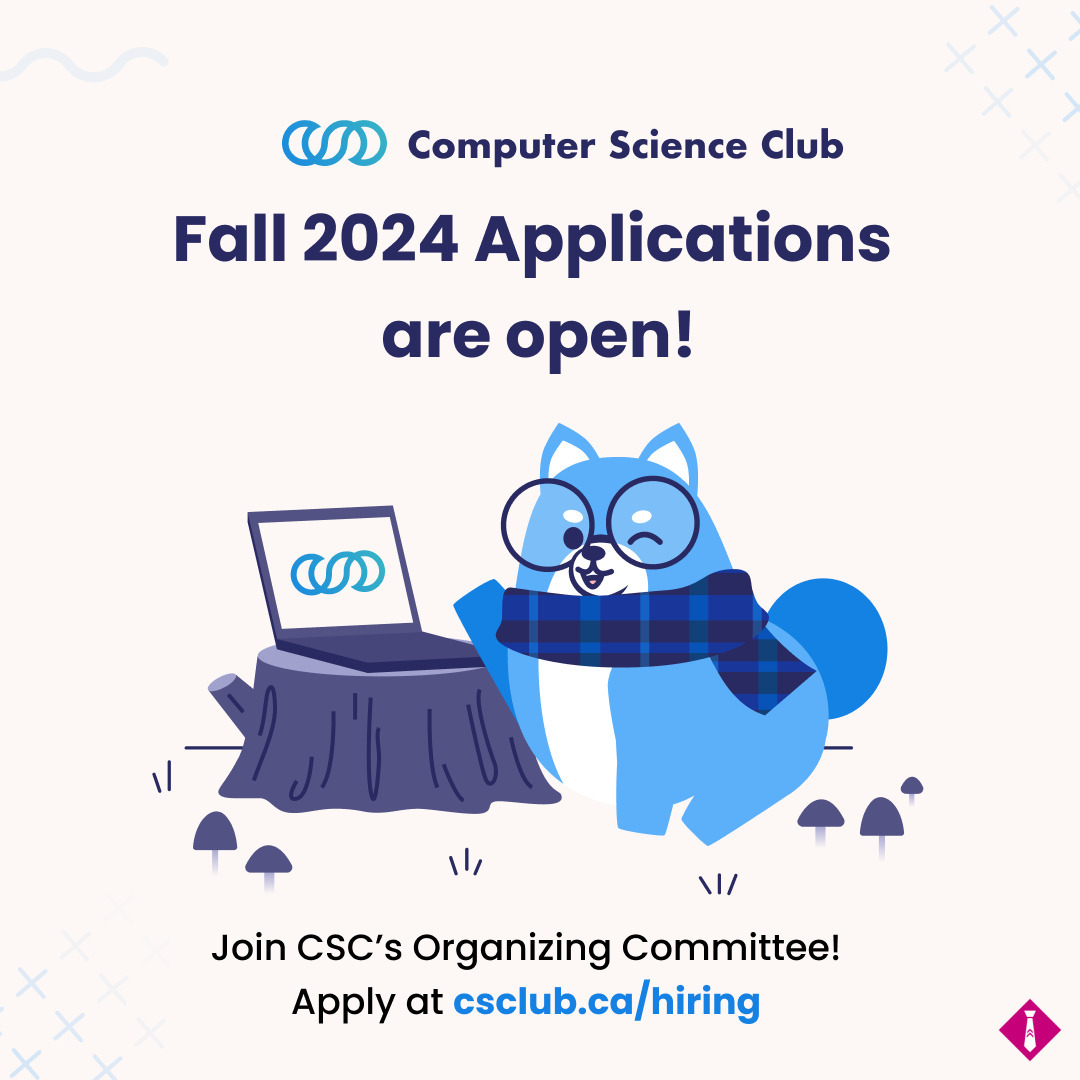 Computer Science Club
Fall 2024 Applications
are open!
Join CSC’s Organizing Committee!
Apply at csclub.ca/hiring